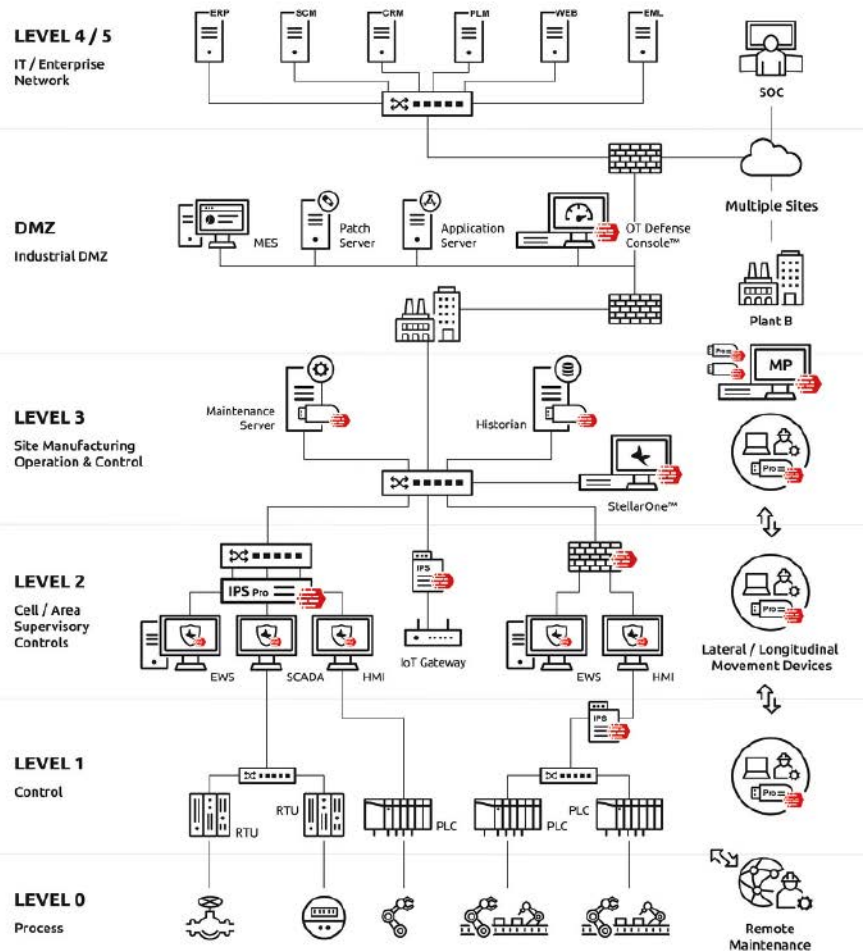 LEVEL 4 / 5
IT / Enterprise
Network
ERP
SCM
CRM
PLM
WEB
EML
SOC
DMZ
Industrial DMZ
MES
Patch
Server
Application
Server
OT Defense
Console™
Multiple Sites
Plant B
LEVEL 3
Site Manufacturing
Operation & Control
Maintenance
Server
Historian
StellarOne™
Pro
MP
Pro
LEVEL 2
Cell / Area
Supervisory
Controls
IPS Pro
IPS
EWS
SCADA
HMI
IoT Gateway
EWS
HMI
Pro
Lateral / Longitudinal
Movement Devices
LEVEL 1
Control
IPS
RTU
RTU
PLC
PLC
PLC
Pro
LEVEL 0
Process
Remote
Maintenance